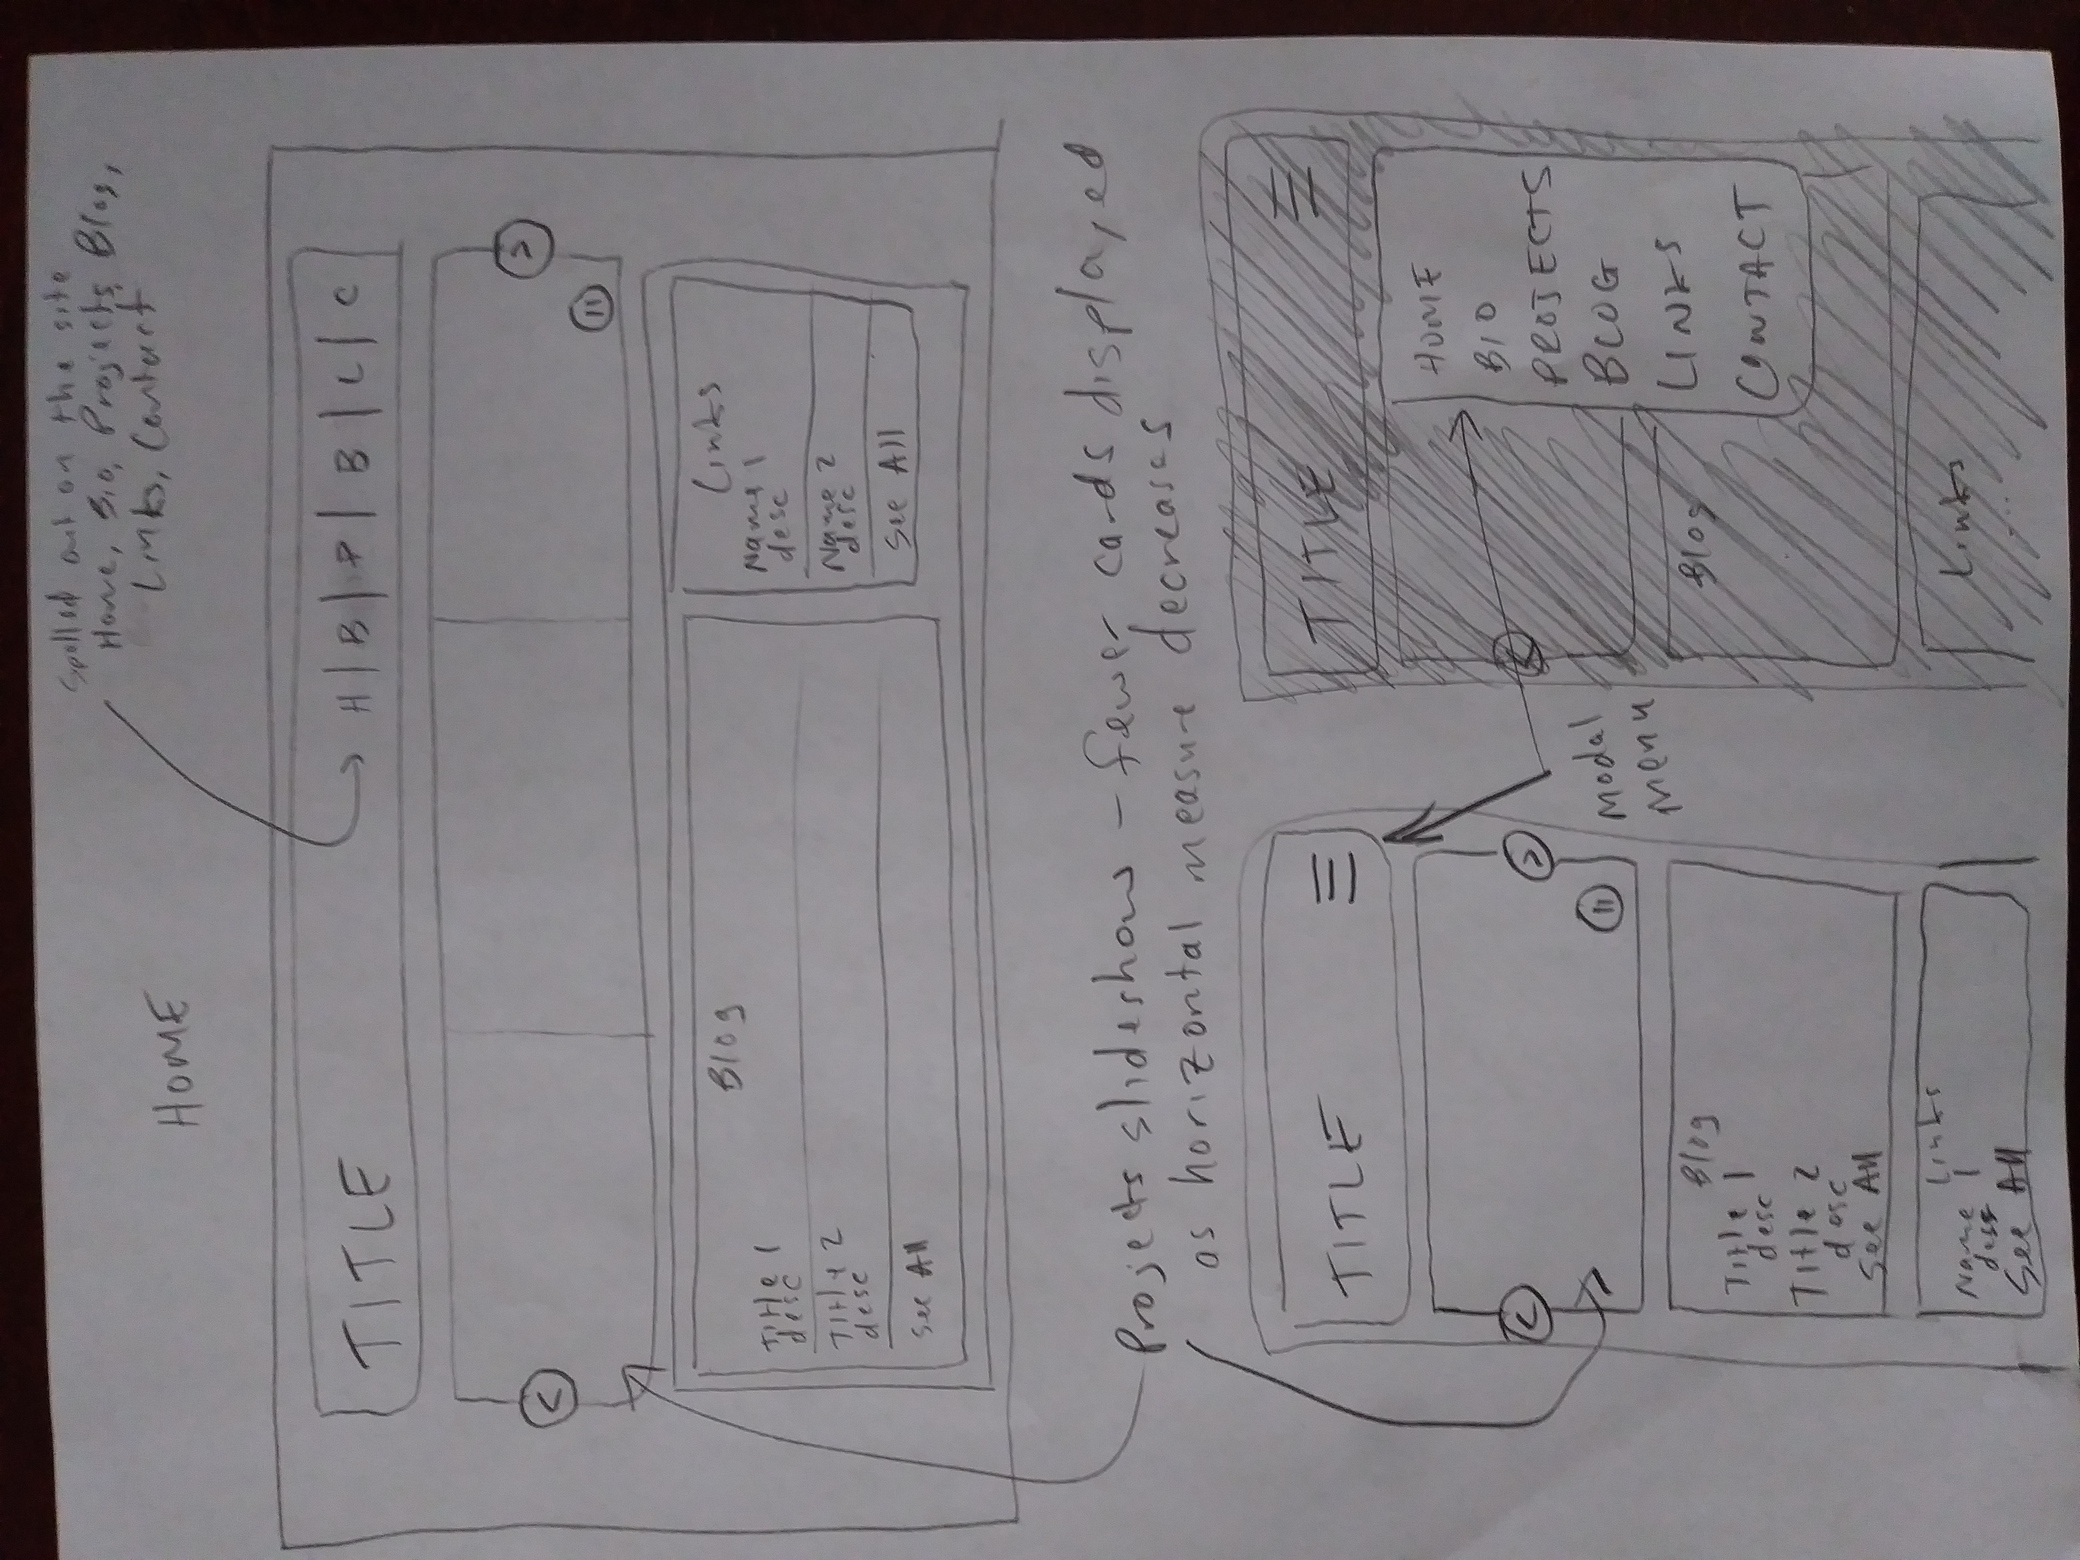 Spelled out on the site
Home, Bio, Projects, Blog,
Links, Contact
HOME
TITLE
H | B | P | B | L | C
<
>
II
Blog
Title 1
desc
Title 2
desc
See All
Links
Name 1
desc
Name 2
desc
See All
Projects slideshow - fewer cards displayed
as horizontal measure decreases
TITLE
<
>
II
Modal
Menu
Blog
Title 1
desc
Title 2
desc
See All
Links
Name 1
desc
See All
TITLE
<
HOME
BIO
PROJECTS
BLOG
LINKS
CONTACT
Blog
Links
...